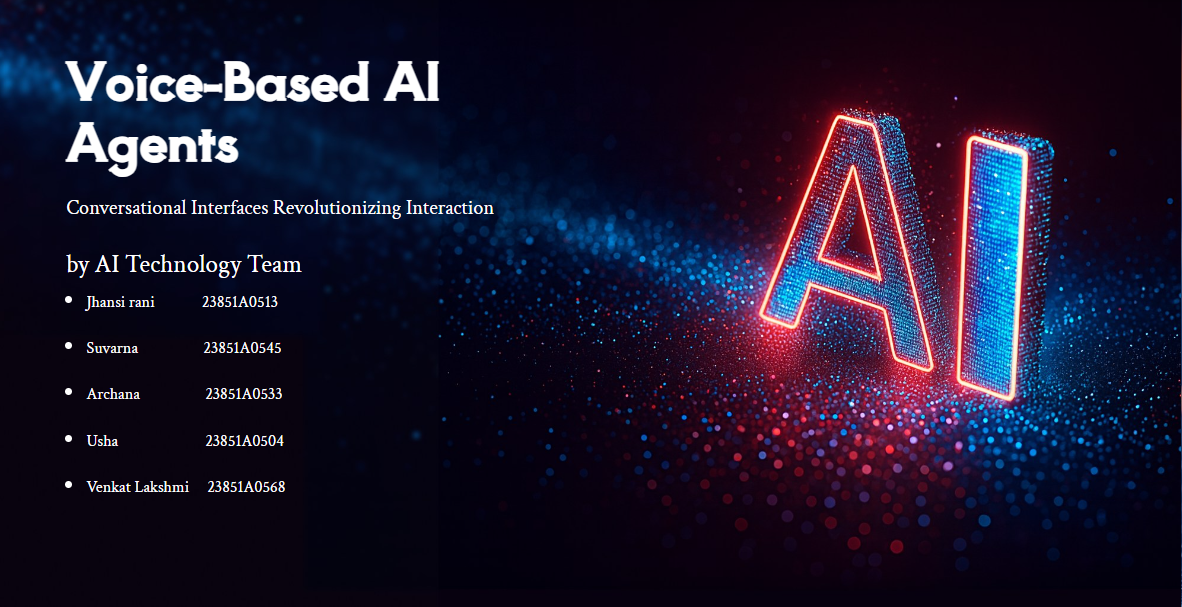 Voice-Based AI
Agents
Conversational Interfaces Revolutionizing Interaction
by AI Technology Team
Jhansi rani 23851A0513
Suvarna 23851A0545
Archana 23851A0533
Usha 23851A0504
Venkat Lakshmi 23851A0568
AI